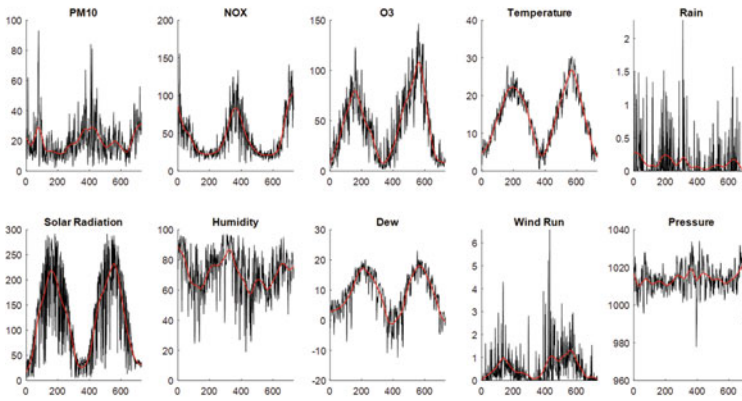 PM10 NOX O3 Temperature Rain
100 200 150 40 2
80 150 30 1.5
60 100 100 20 1
40 50 50 10 0.5
20
0 0 0 0 0
0 200 400 600 0 200 400 600 0 200 400 600 0 200 400 600 0 200 400 600
Solar Radiation Humidity Dew Wind Run Pressure
300 100 30 6 1040
250 80 20 5 1020
200 60 10 4 1000
150 40 0 3 980
100 20 -10 2 960
50 1
0 0 -20 0
0 200 400 600 0 200 400 600 0 200 400 600 0 200 400 600 0 200 400 600